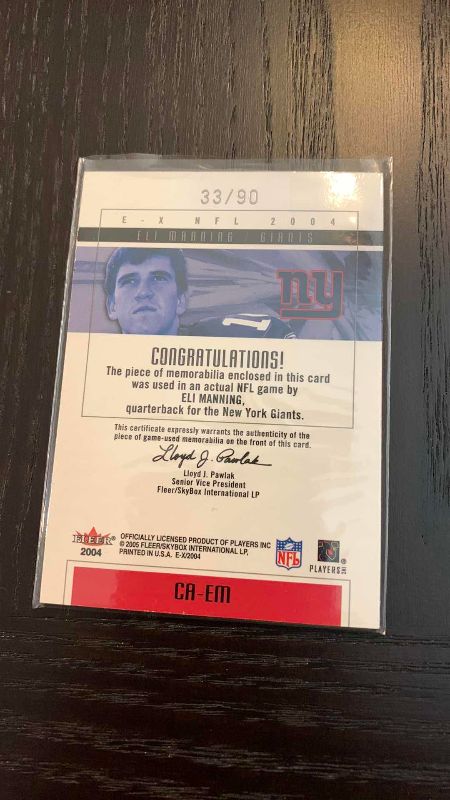 33/90
E-X NFL 2004
ELI MANNING GIANTS
ny
1
CONGRATULATIONS!
The piece of memorabilia enclosed in this card
was used in an actual NFL game by
ELI MANNING,
quarterback for the New York Giants.
This certificate expressly warrants the authenticity of the
piece of game-used memorabilia on the front of this card.
Lloyd J. Pawlak
Lloyd J. Pawlak
Senior Vice President
Fleer/SkyBox International LP
FLEER
2004
OFFICIALLY LICENSED PRODUCT OF PLAYERS INC
© 2005 FLEER/SKYBOX INTERNATIONAL LP,
PRINTED IN U.S.A. E-X/2004
NFL
PLAYERS INC
CA-EM